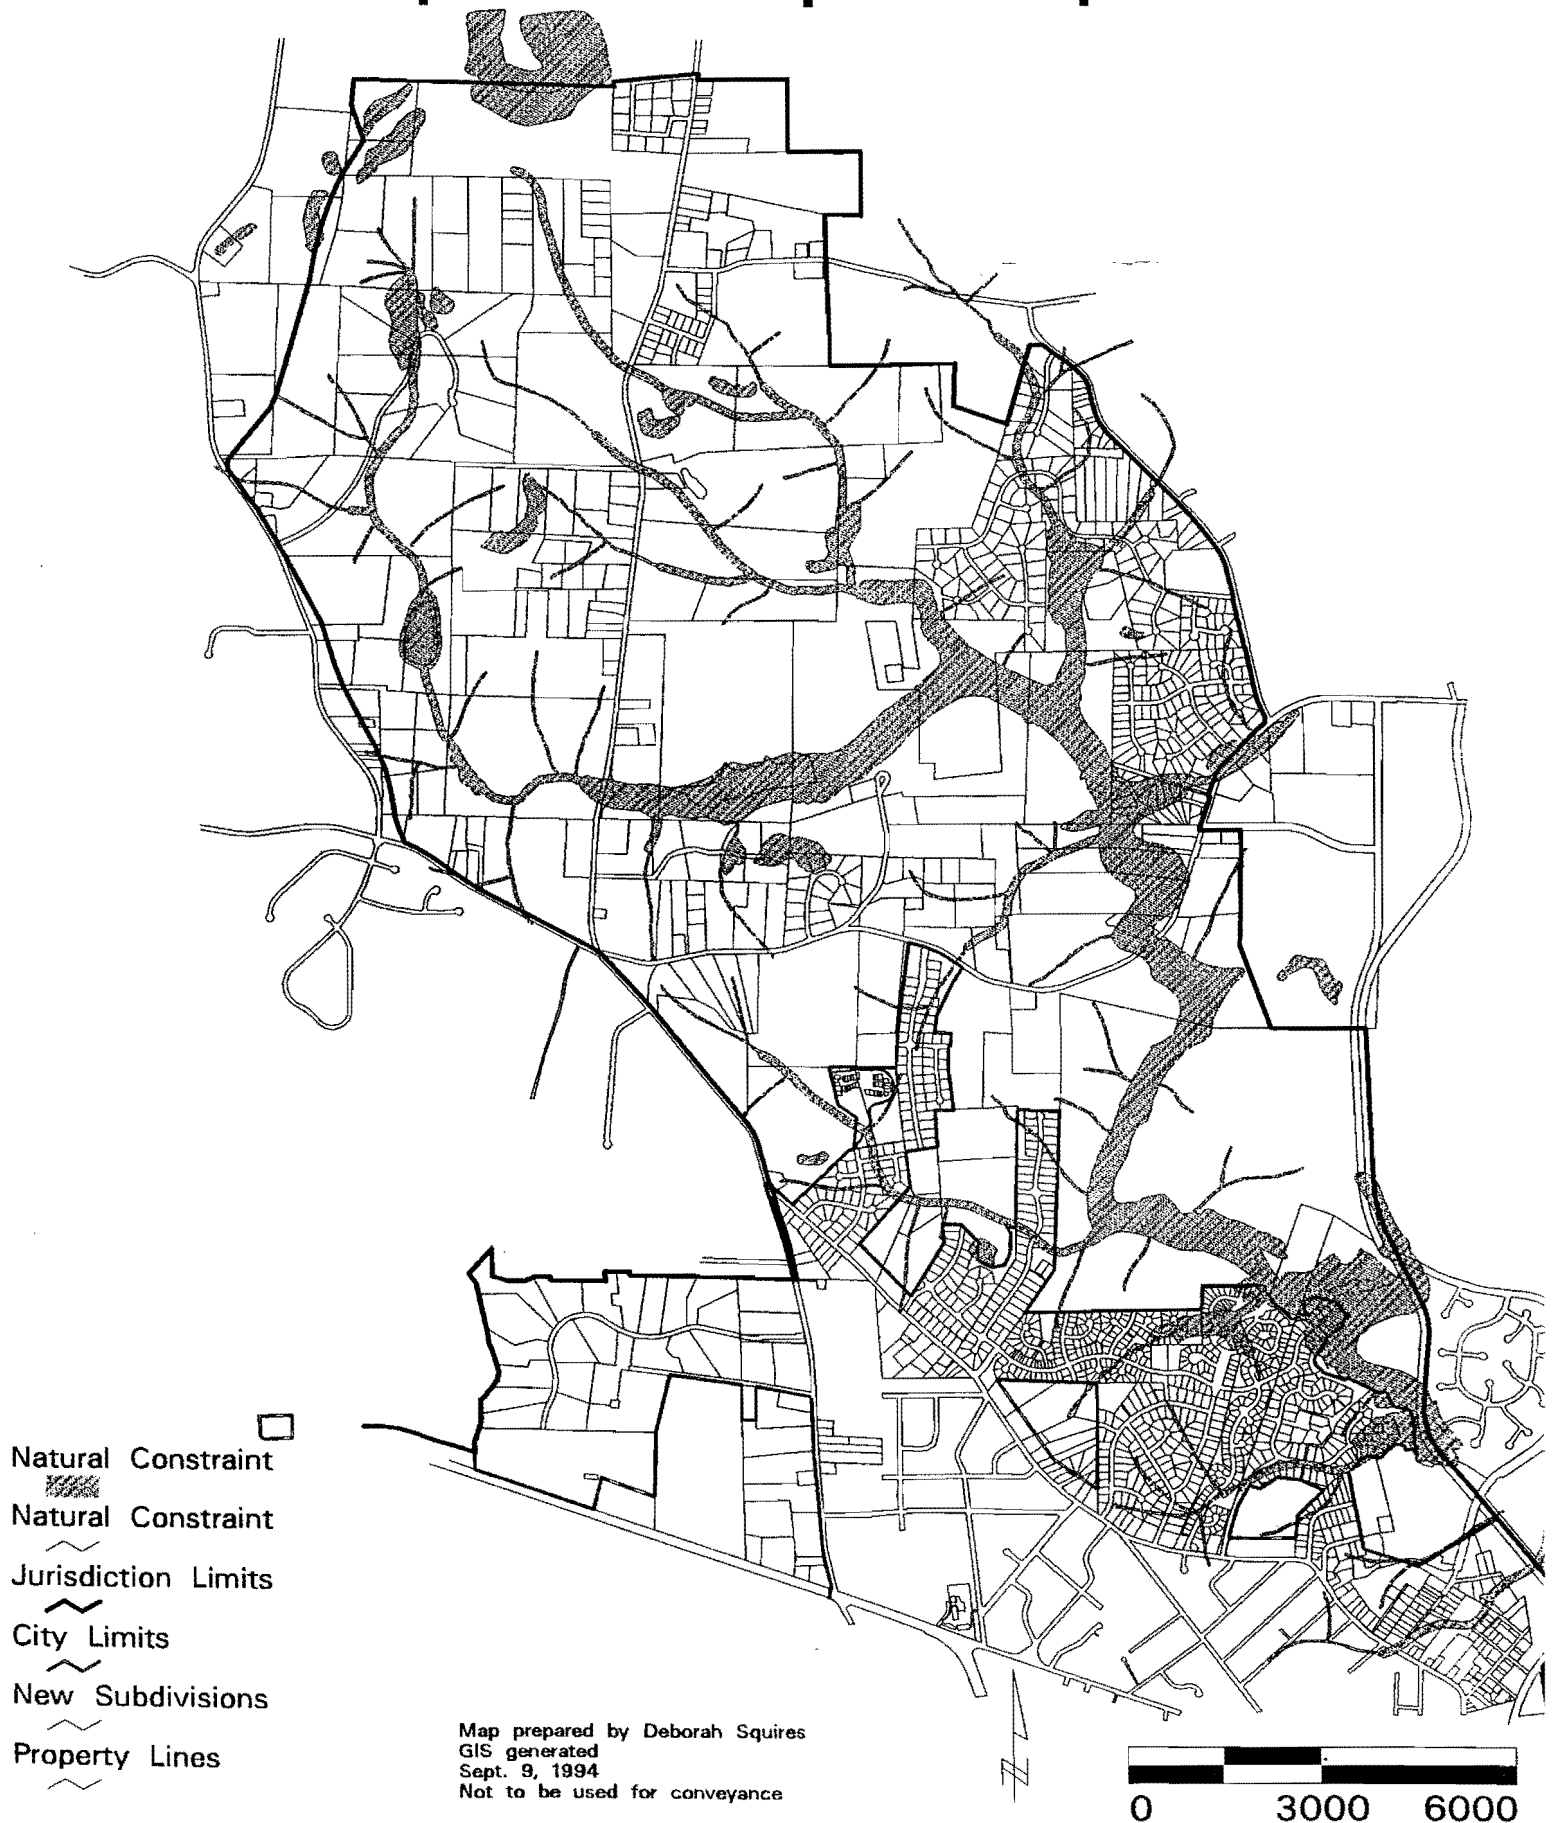 Natural Constraint
Natural Constraint
Jurisdiction Limits
City Limits
New Subdivisions
Property Lines
Map prepared by Deborah Squires
GIS generated
Sept. 9, 1994
Not to be used for conveyance
N
0 3000 6000